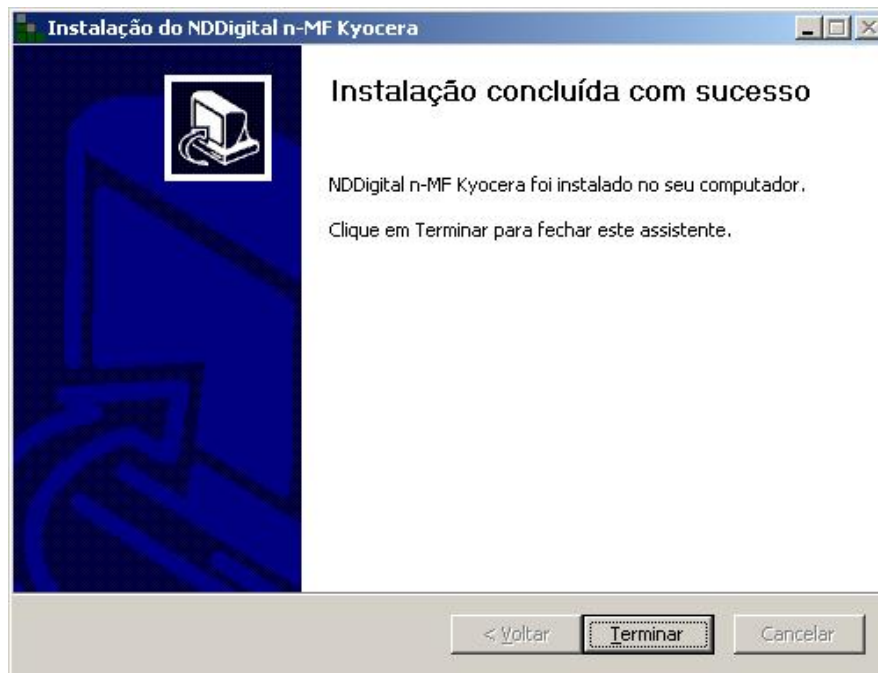 Instalação do NDDigital n-MF Kyocera
Instalação concluída com sucesso
NDDigital n-MF Kyocera foi instalado no seu computador.
Clique em Terminar para fechar este assistente.
< Voltar
Terminar
Cancelar